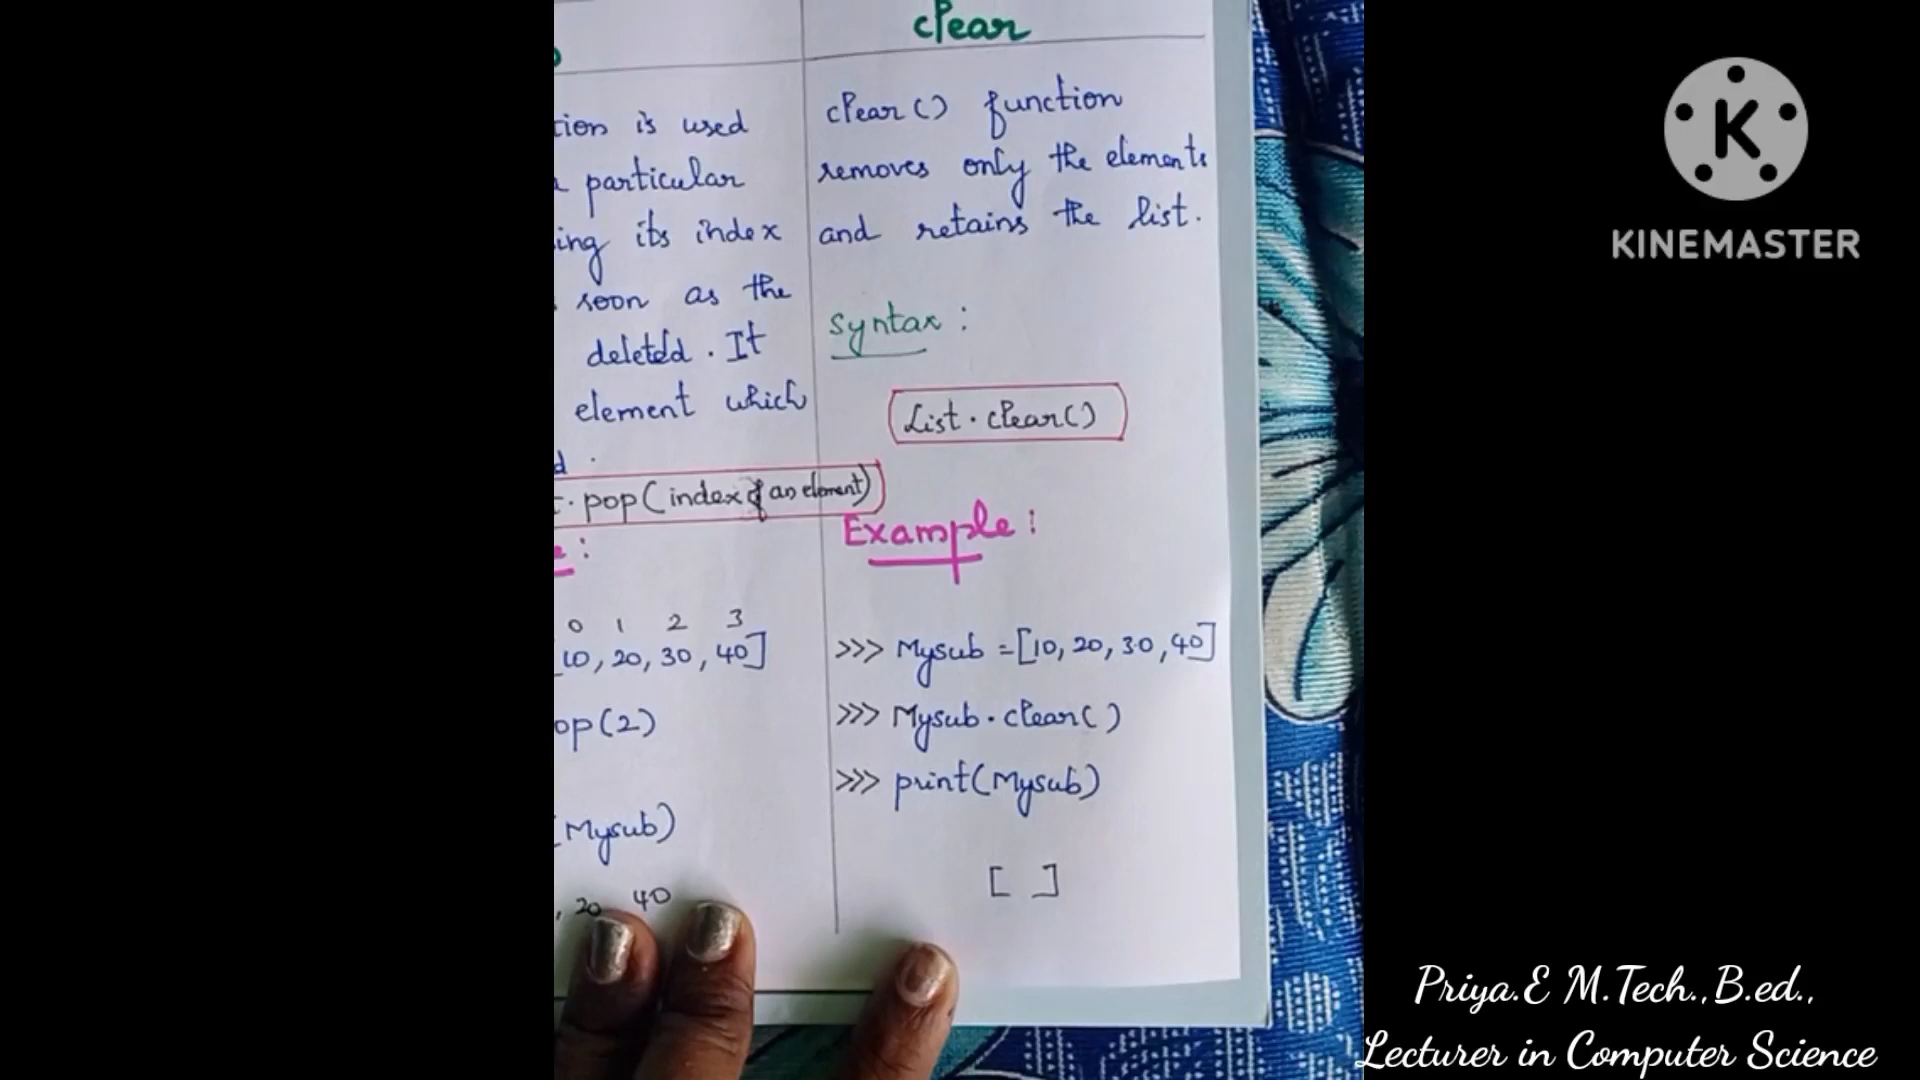 clear
tion is used
particular
ing its index
soon as the
deleted. It
element which
d.
t.pop(index of an element)
e:
0 1 2 3
[10, 20, 30, 40]
op(2)
(Mysub)
, 20 40
clear() function
removes only the elements
and retains the list.
Syntax:
List.clear()
Example:
>>> Mysub = [10, 20, 30, 40]
>>> Mysub.clear()
>>> print(Mysub)
[ ]
K
KINEMASTER
Priya.E M.Tech.,B.ed.,
Lecturer in Computer Science